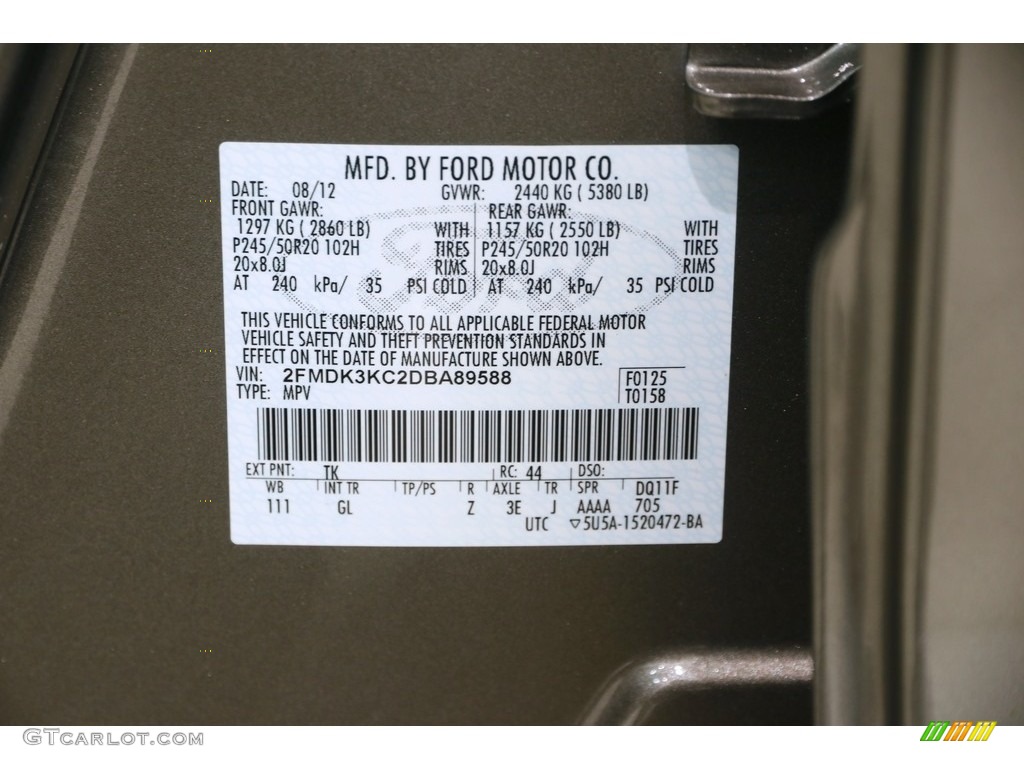 MFD. BY FORD MOTOR CO.
DATE: 08/12 GVWR: 2440 KG ( 5380 LB)
FRONT GAWR: REAR GAWR:
1297 KG ( 2860 LB) WITH 1157 KG ( 2550 LB) WITH
P245/50R20 102H TIRES P245/50R20 102H TIRES
20x8.0J RIMS 20x8.0J RIMS
AT 240 kPa/ 35 PSI COLD AT 240 kPa/ 35 PSI COLD
Ford
THIS VEHICLE CONFORMS TO ALL APPLICABLE FEDERAL MOTOR
VEHICLE SAFETY AND THEFT PREVENTION STANDARDS IN
EFFECT ON THE DATE OF MANUFACTURE SHOWN ABOVE.
VIN: 2FMDK3KC2DBA89588 F0125
TYPE: MPV T0158
EXT PNT: TK RC: 44 DSO:
WB INT TR TP/PS R AXLE TR SPR DQ11F
111 GL Z 3E J AAAA 705
UTC ▽5U5A-1520472-BA
GTCarlot.com